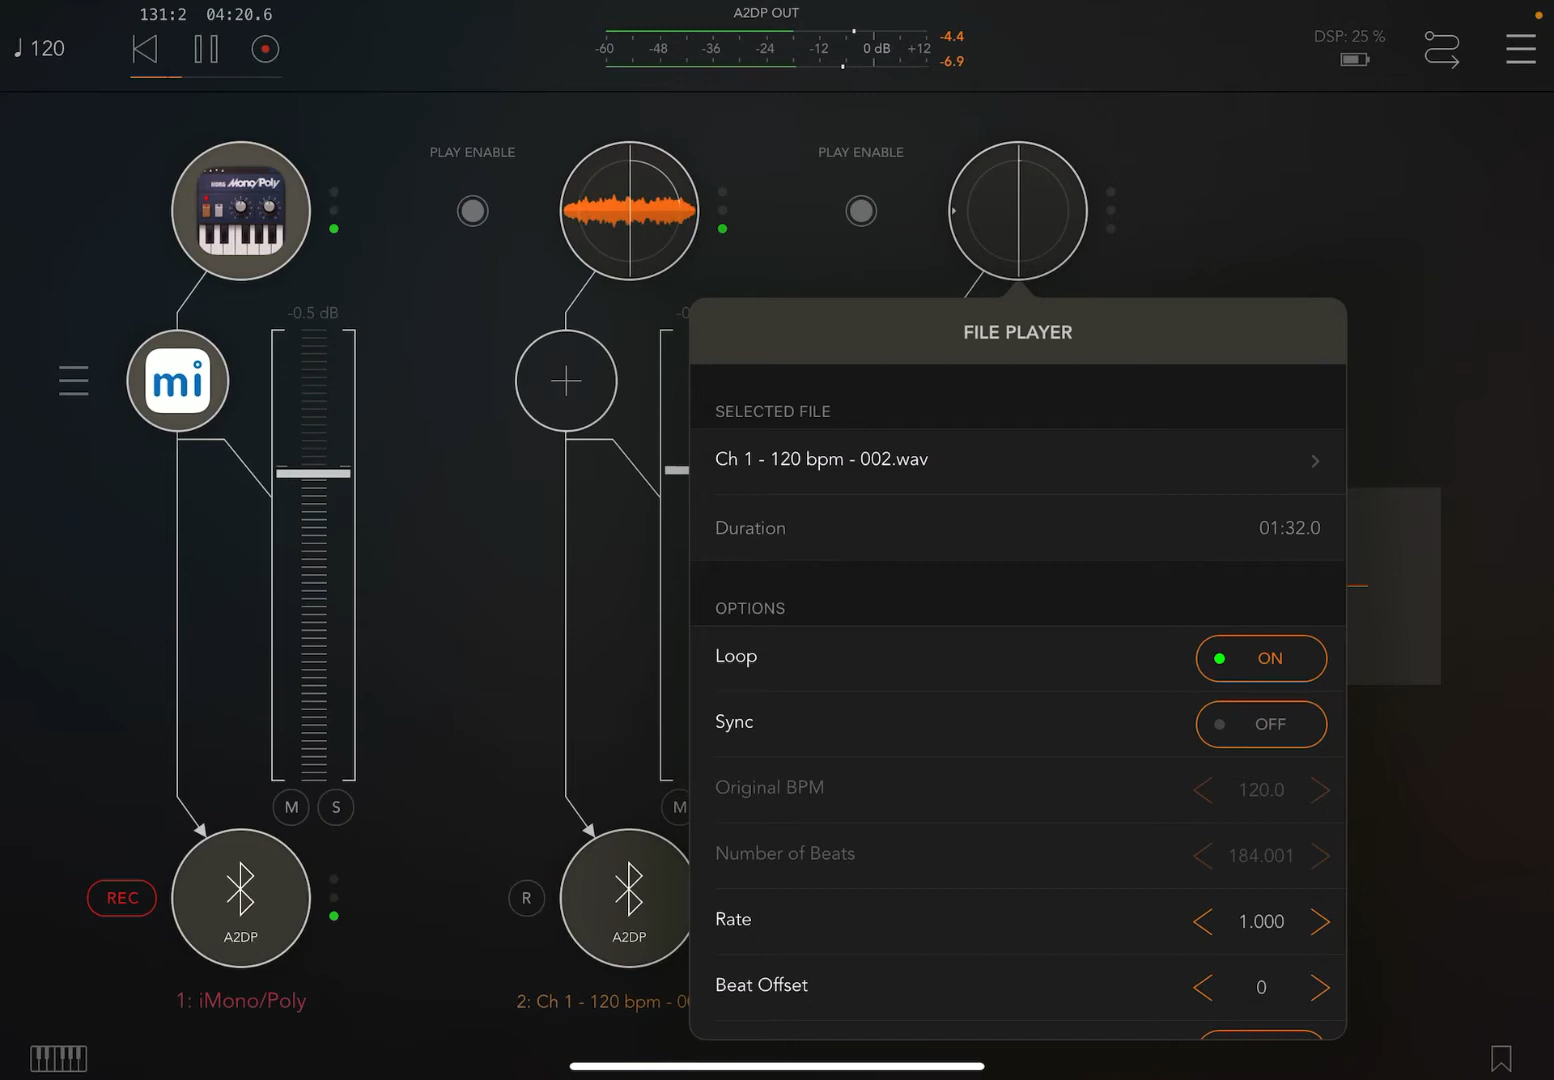 131:2 04:20.6
A2DP OUT
♩ 120
-60 -48 -36 -24 -12 0 dB +12
-4.4
-6.9
DSP: 25 %
PLAY ENABLE
PLAY ENABLE
KORG Mono/Poly
-0.5 dB
-0
mi
FILE PLAYER
SELECTED FILE
Ch 1 - 120 bpm - 002.wav
Duration 01:32.0
OPTIONS
Loop ON
Sync OFF
Original BPM 120.0
Number of Beats 184.001
Rate 1.000
Beat Offset 0
M S
M
REC
A2DP
R
A2DP
1: iMono/Poly
2: Ch 1 - 120 bpm - 00